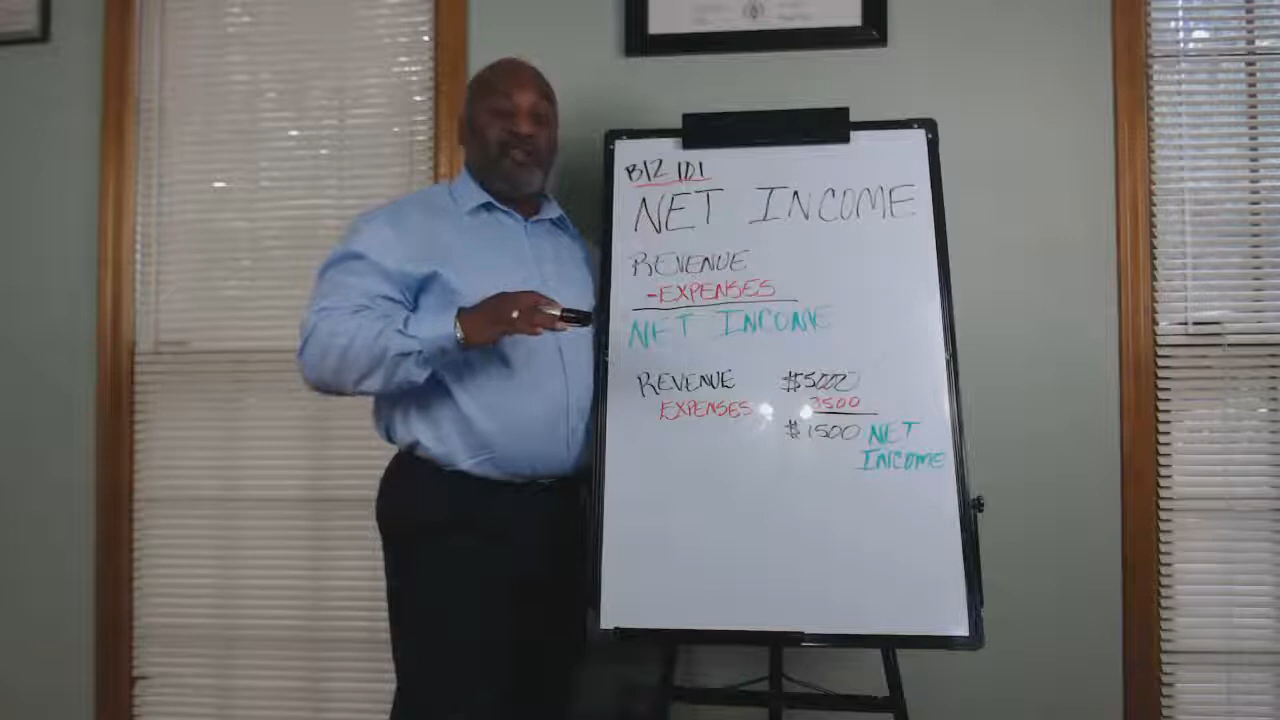 BIZ 101
NET INCOME
REVENUE
-EXPENSES
NET INCOME
REVENUE $5000
EXPENSES 3500
$1500 NET
INCOME